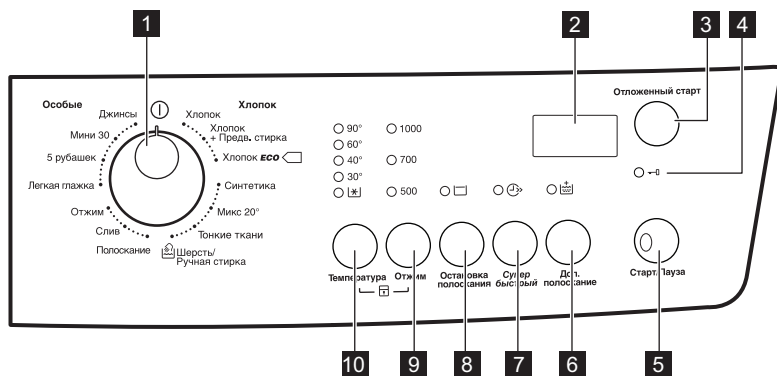 1
2
3
4
Особые
Хлопок
Отложенный старт
Джинсы
Хлопок
Мини 30
Хлопок
+ Предв. стирка
5 рубашек
Хлопок ECO
Легкая глажка
Синтетика
Отжим
Микс 20°
Слив
Тонкие ткани
Полоскание
Шерсть/
Ручная стирка
90°
1000
60°
40°
700
30°
500
Температура
Отжим
Остановка
полоскания
Супер
быстрый
Доп.
полоскание
Старт/Пауза
10
9
8
7
6
5